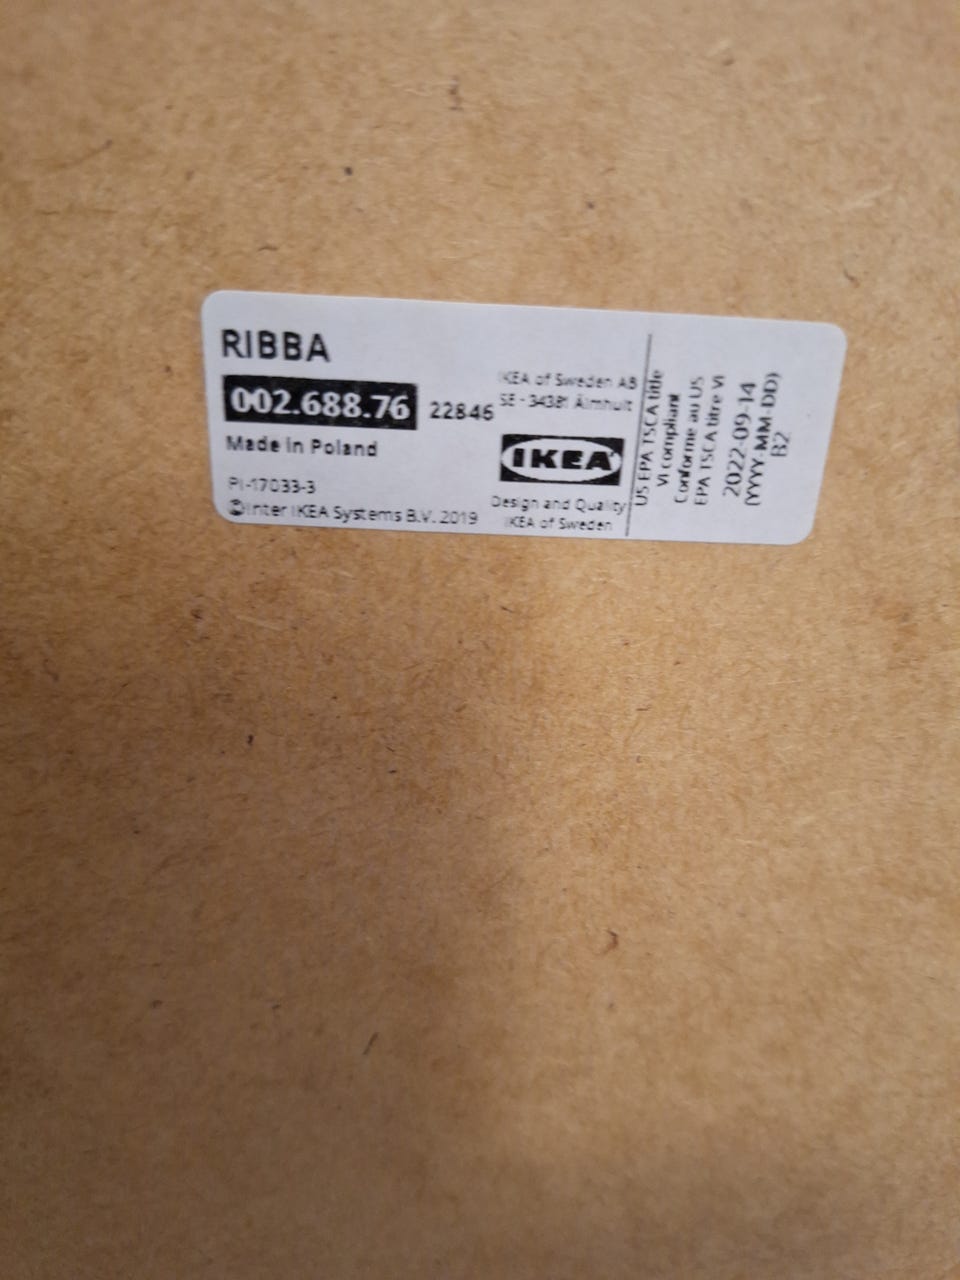 RIBBA
002.688.76 22846
Made in Poland
PI-17033-3
©Inter IKEA Systems B.V. 2019
IKEA of Sweden AB
SE - 34381 Älmhult
IKEA
Design and Quality
IKEA of Sweden
US EPA TSCA title
VI compliant
Conforme au US
EPA TSCA titre VI
2022-09-14
(YYYY-MM-DD)
B2